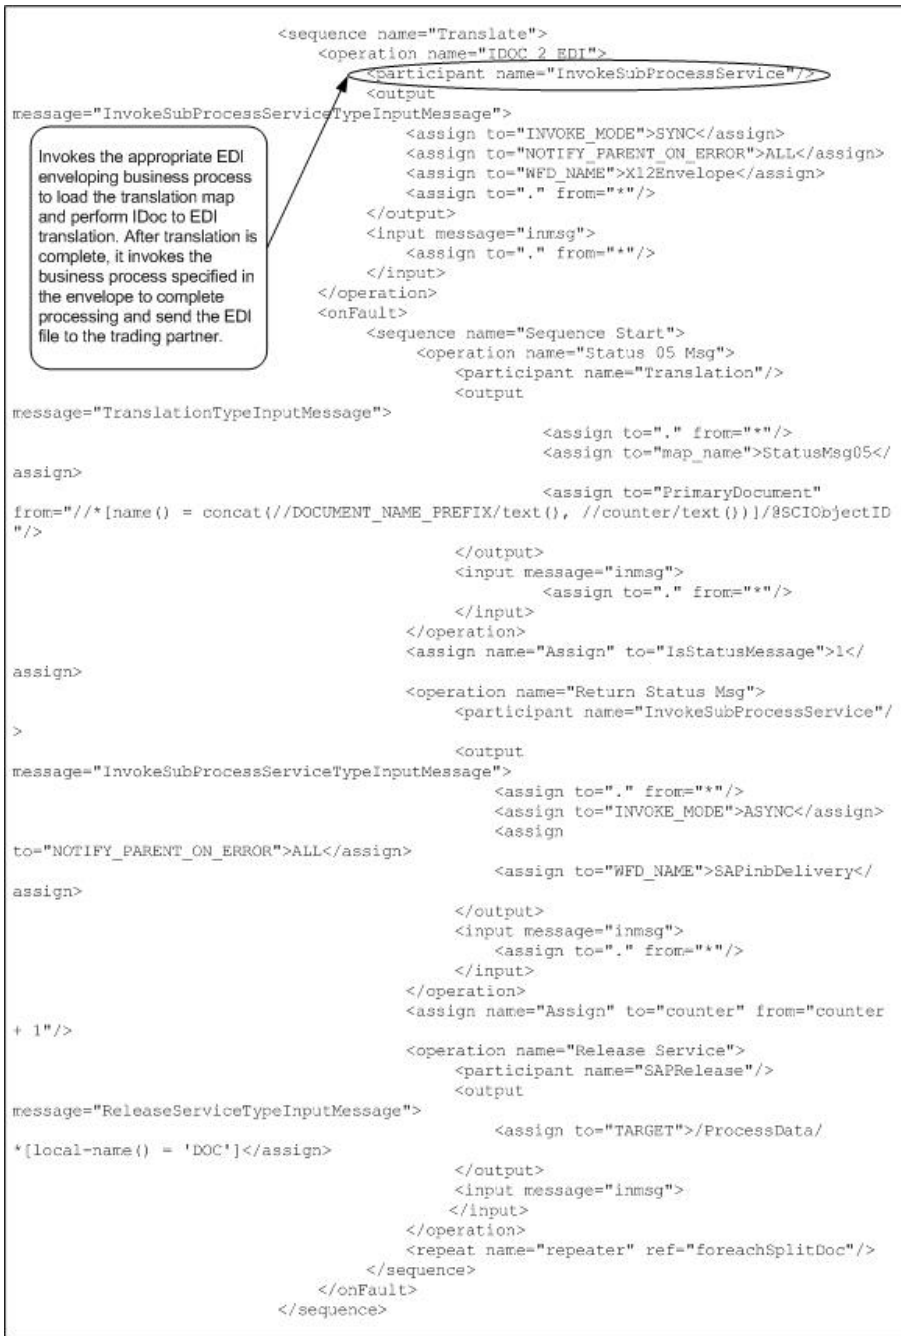 <sequence name="Translate">
<operation name="IDOC 2 EDI">
<participant name="InvokeSubProcessService"/>
<output
message="InvokeSubProcessServiceTypeInputMessage">
<assign to="INVOKE_MODE">SYNC</assign>
<assign to="NOTIFY_PARENT_ON_ERROR">ALL</assign>
<assign to="WFD_NAME">X12Envelope</assign>
<assign to="." from="*"/>
</output>
<input message="inmsg">
<assign to="." from="*"/>
</input>
</operation>
<onFault>
Invokes the appropriate EDI
enveloping business process
to load the translation map
and perform IDoc to EDI
translation. After translation is
complete, it invokes the
business process specified in
the envelope to complete
processing and send the EDI
file to the trading partner.
<sequence name="Sequence Start">
<operation name="Status 05 Msg">
<participant name="Translation"/>
<output
message="TranslationTypeInputMessage">
<assign to="." from="*"/>
<assign to="map_name">StatusMsg05</
assign>
<assign to="PrimaryDocument"
from="//*[name() = concat(//DOCUMENT_NAME_PREFIX/text(), //counter/text())]/@SCIObjectID
"/>
</output>
<input message="inmsg">
<assign to="." from="*"/>
</input>
</operation>
<assign name="Assign" to="IsStatusMessage">1</
assign>
<operation name="Return Status Msg">
<participant name="InvokeSubProcessService"/
>
<output
message="InvokeSubProcessServiceTypeInputMessage">
<assign to="." from="*"/>
<assign to="INVOKE_MODE">ASYNC</assign>
<assign
to="NOTIFY_PARENT_ON_ERROR">ALL</assign>
<assign to="WFD_NAME">SAPinbDelivery</
assign>
</output>
<input message="inmsg">
<assign to="." from="*"/>
</input>
</operation>
<assign name="Assign" to="counter" from="counter
+ 1"/>
<operation name="Release Service">
<participant name="SAPRelease"/>
<output
message="ReleaseServiceTypeInputMessage">
<assign to="TARGET">/ProcessData/
*[local-name() = 'DOC']</assign>
</output>
<input message="inmsg">
</input>
</operation>
<repeat name="repeater" ref="foreachSplitDoc"/>
</sequence>
</onFault>
</sequence>